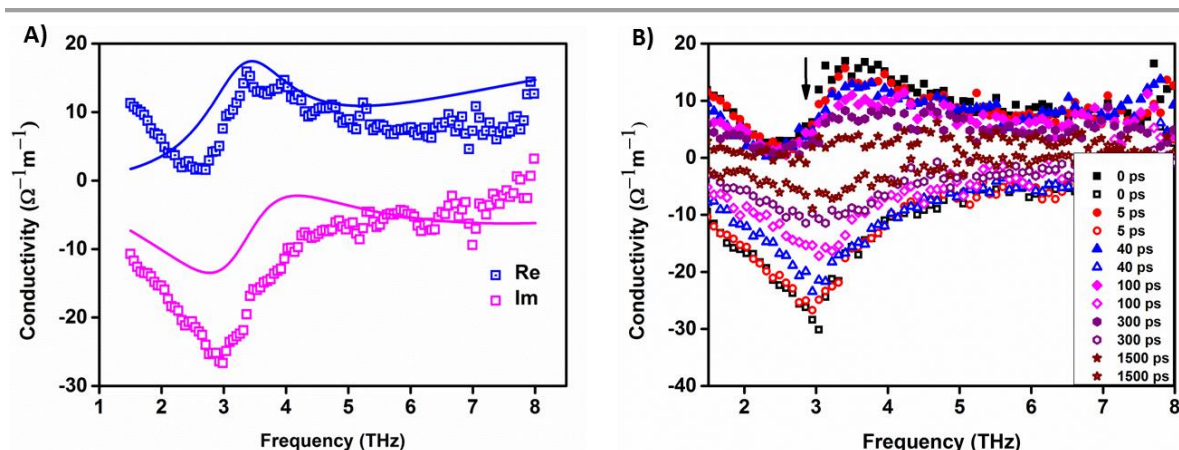 A)
20
10
0
-10
-20
-30
Conductivity (Ω⁻¹m⁻¹)
Re
Im
1 2 3 4 5 6 7 8
Frequency (THz)
B)
20
10
0
-10
-20
-30
-40
Conductivity (Ω⁻¹m⁻¹)
0 ps
0 ps
5 ps
5 ps
40 ps
40 ps
100 ps
100 ps
300 ps
300 ps
1500 ps
1500 ps
2 3 4 5 6 7 8
Frequency (THz)